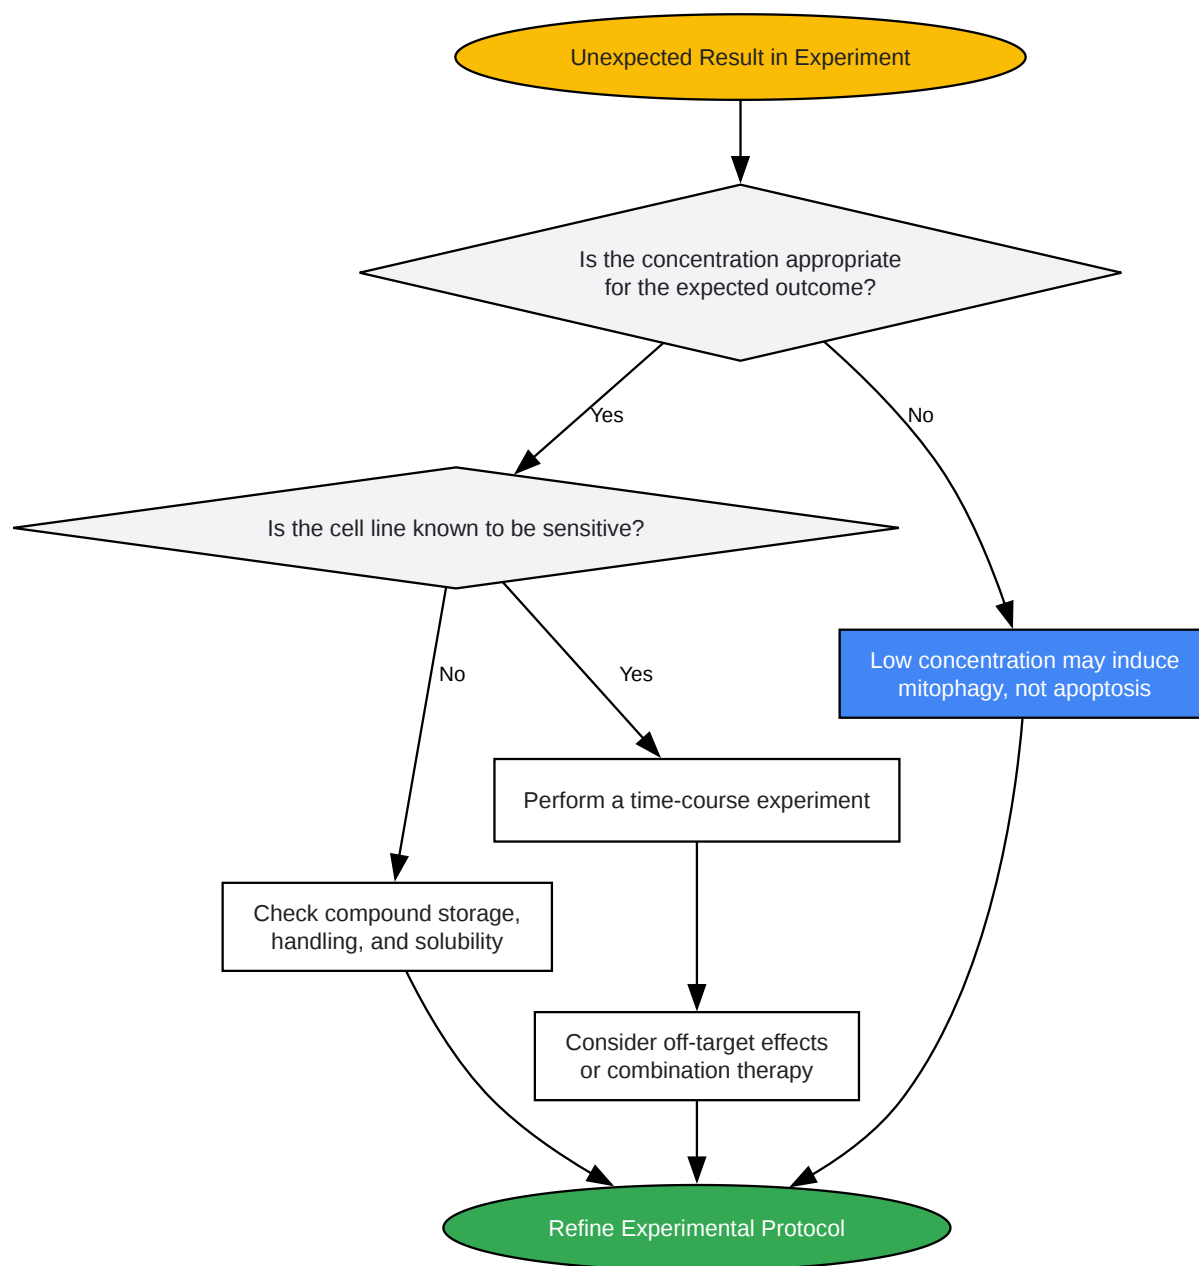 Unexpected Result in Experiment
Is the concentration appropriate
for the expected outcome?
Yes
No
Is the cell line known to be sensitive?
No
Yes
Low concentration may induce
mitophagy, not apoptosis
Perform a time-course experiment
Check compound storage,
handling, and solubility
Consider off-target effects
or combination therapy
Refine Experimental Protocol